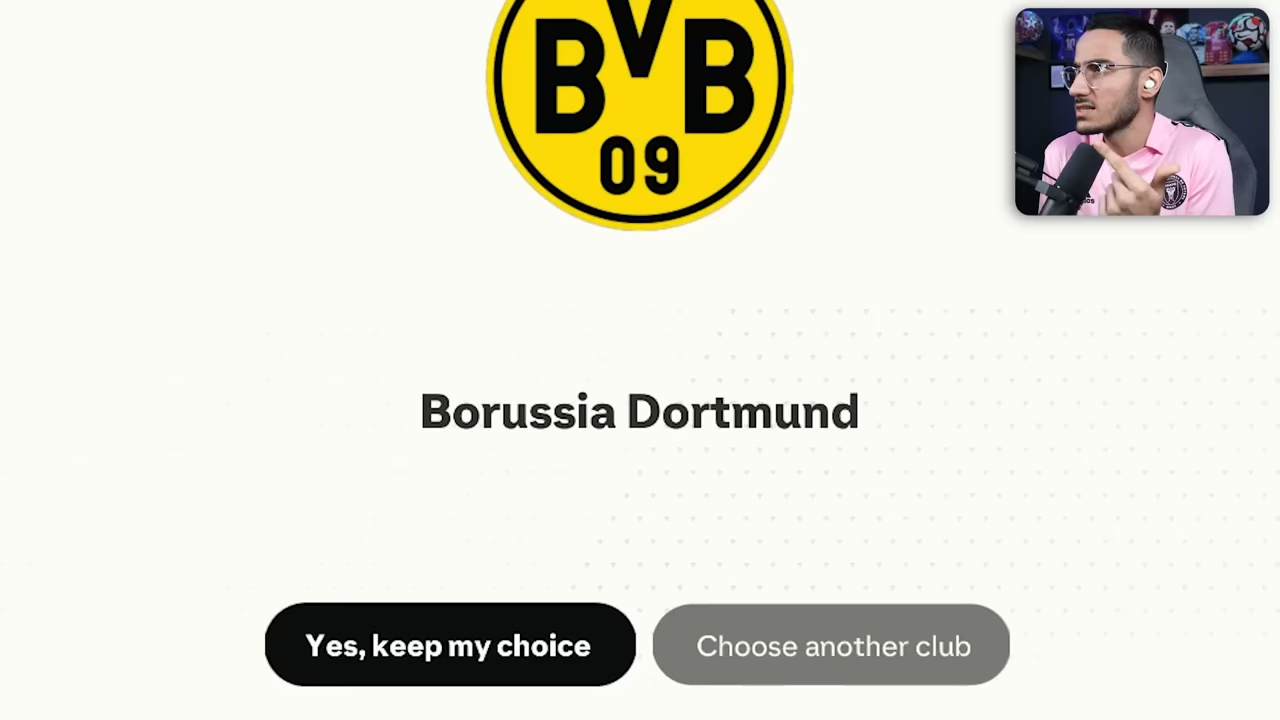 BVB
09
Borussia Dortmund
Yes, keep my choice
Choose another club